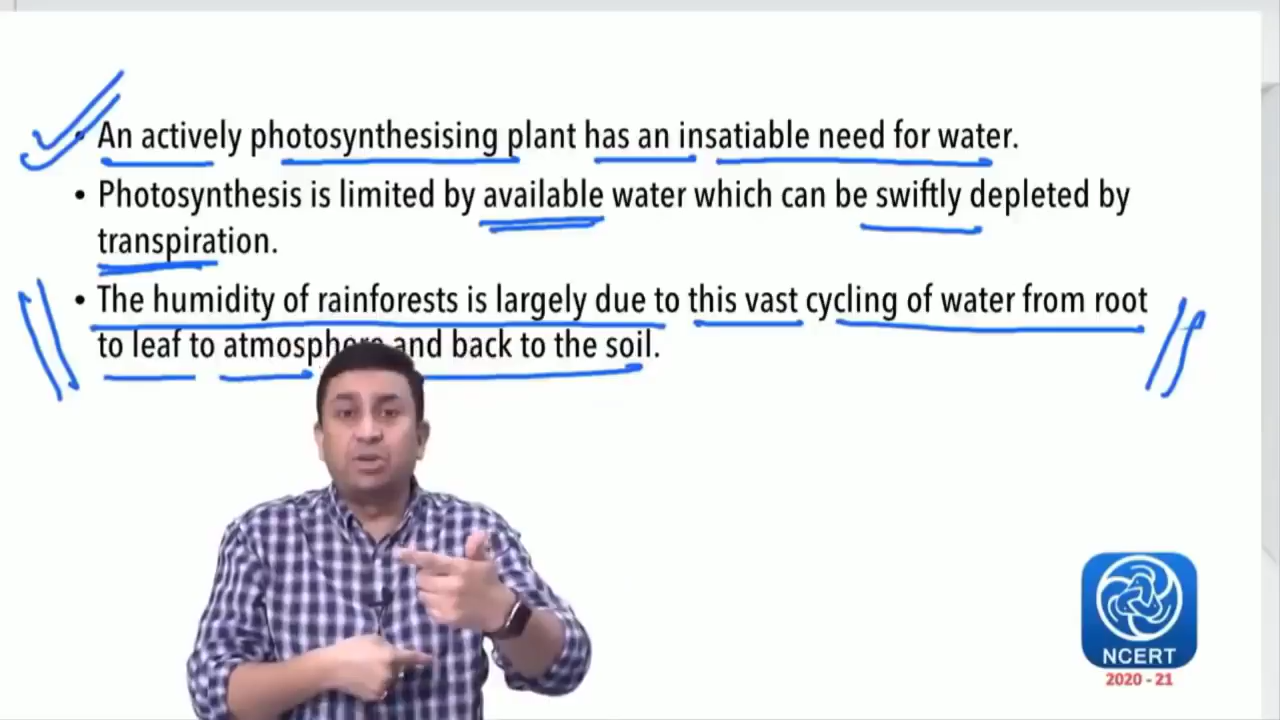 • An actively photosynthesising plant has an insatiable need for water.
• Photosynthesis is limited by available water which can be swiftly depleted by
transpiration.
• The humidity of rainforests is largely due to this vast cycling of water from root
to leaf to atmosphere and back to the soil.
NCERT
2020 - 21